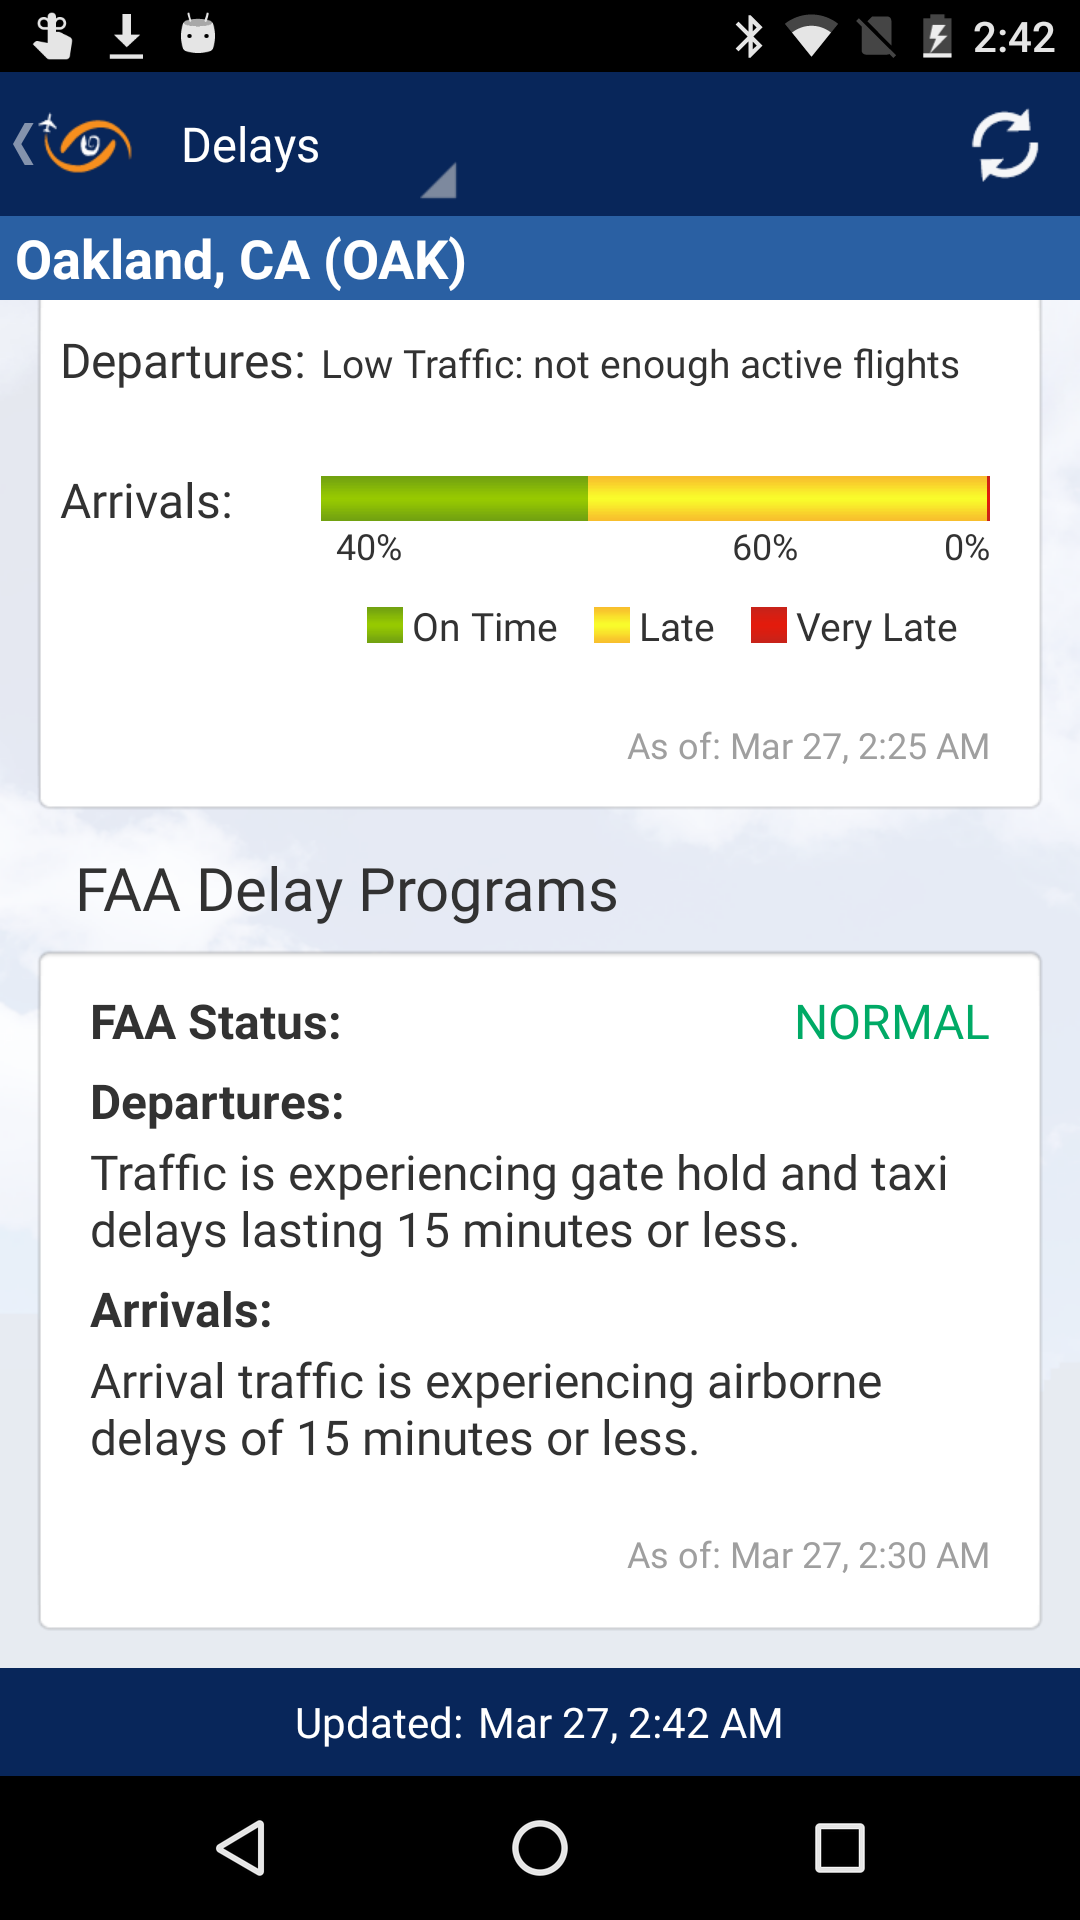 2:42
Delays
Oakland, CA (OAK)
Departures: Low Traffic: not enough active flights
Arrivals:
40% 60% 0%
On Time Late Very Late
As of: Mar 27, 2:25 AM
FAA Delay Programs
FAA Status: NORMAL
Departures:
Traffic is experiencing gate hold and taxi
delays lasting 15 minutes or less.
Arrivals:
Arrival traffic is experiencing airborne
delays of 15 minutes or less.
As of: Mar 27, 2:30 AM
Updated: Mar 27, 2:42 AM